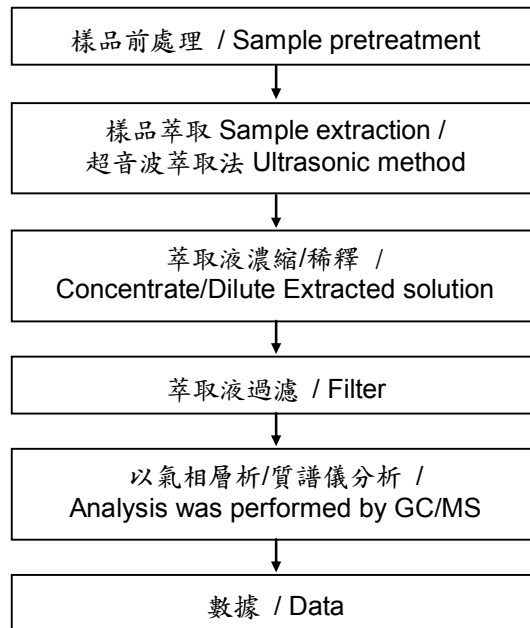 樣品前處理 / Sample pretreatment
樣品萃取 Sample extraction /
超音波萃取法 Ultrasonic method
萃取液濃縮/稀釋 /
Concentrate/Dilute Extracted solution
萃取液過濾 / Filter
以氣相層析/質譜儀分析 /
Analysis was performed by GC/MS
數據 / Data